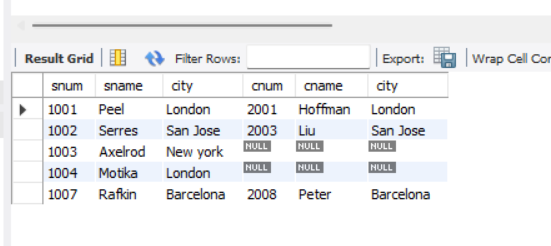 Result Grid Filter Rows: Export: Wrap Cell Con
snum sname city cnum cname city
1001 Peel London 2001 Hoffman London
1002 Serres San Jose 2003 Liu San Jose
1003 Axelrod New york NULL NULL NULL
1004 Motika London NULL NULL NULL
1007 Rafkin Barcelona 2008 Peter Barcelona